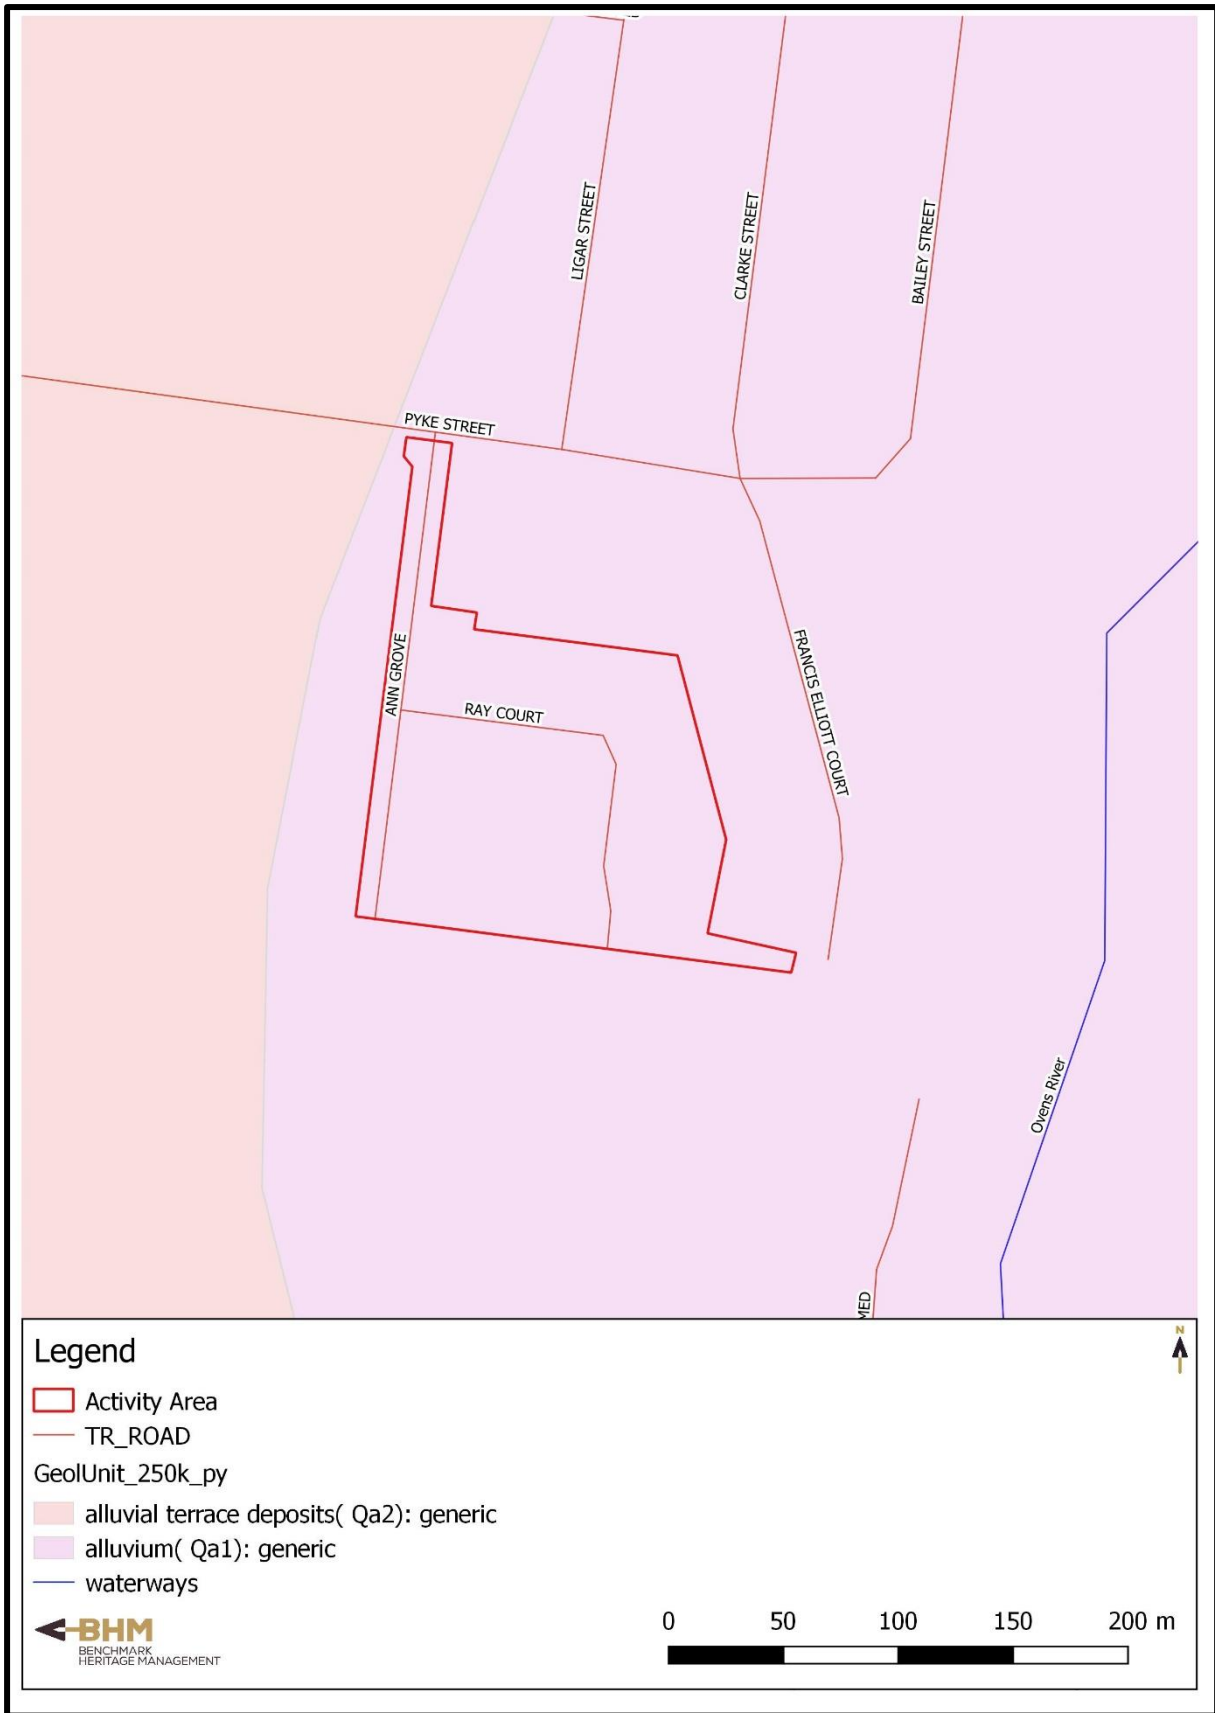 LIGAR STREET
CLARKE STREET
BAILEY STREET
PYKE STREET
ANN GROVE
RAY COURT
FRANCIS ELLIOTT COURT
Ovens River
MED
Legend
N
Activity Area
TR_ROAD
GeolUnit_250k_py
alluvial terrace deposits( Qa2): generic
alluvium( Qa1): generic
waterways
BHM
BENCHMARK
HERITAGE MANAGEMENT
0 50 100 150 200 m